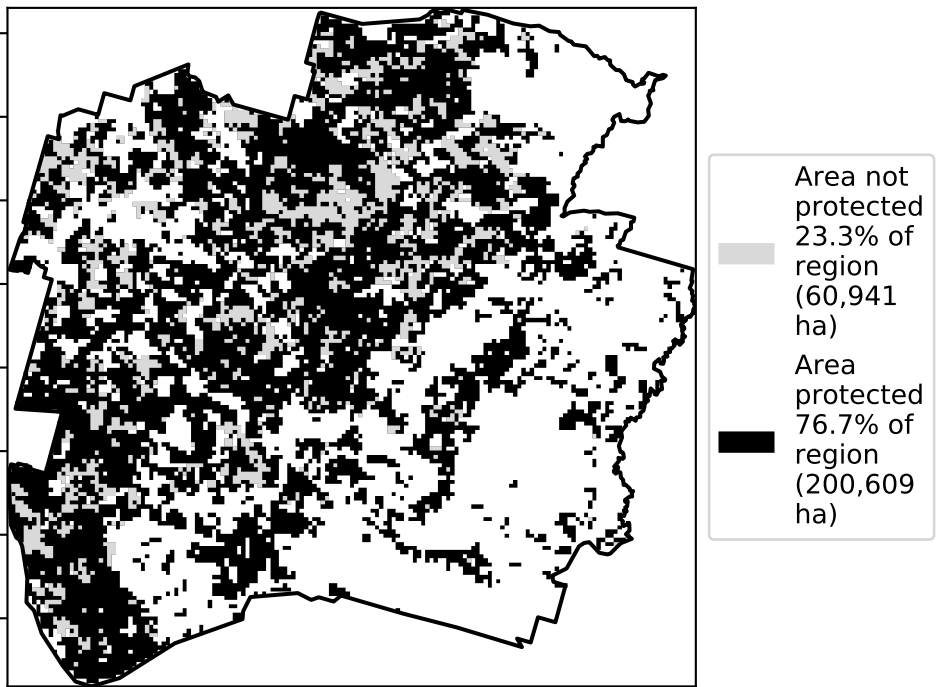 Area not
protected
23.3% of
region
(60,941
ha)
Area
protected
76.7% of
region
(200,609
ha)